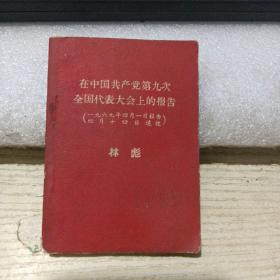 在中国共产党第九次
全国代表大会上的报告
（一九六九年四月一日报告
四月十四日通过）
林彪